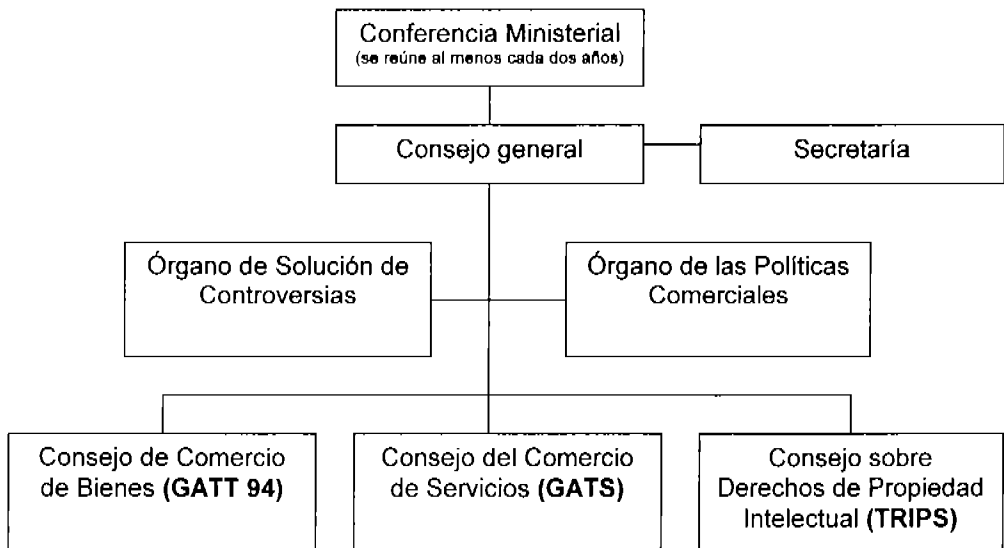 Conferencia Ministerial
(se reúne al menos cada dos años)
Consejo general
Secretaría
Órgano de Solución de
Controversias
Órgano de las Políticas
Comerciales
Consejo de Comercio
de Bienes (GATT 94)
Consejo del Comercio
de Servicios (GATS)
Consejo sobre
Derechos de Propiedad
Intelectual (TRIPS)